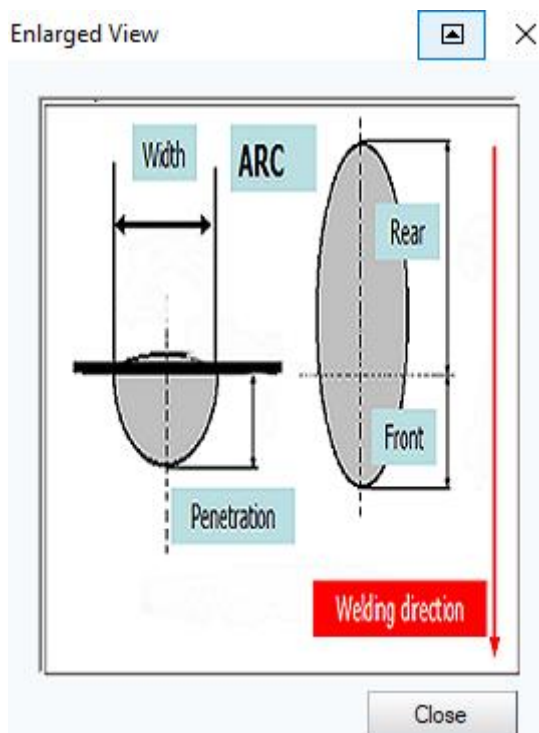 Enlarged View
Width
ARC
Rear
Front
Penetration
Welding direction
Close